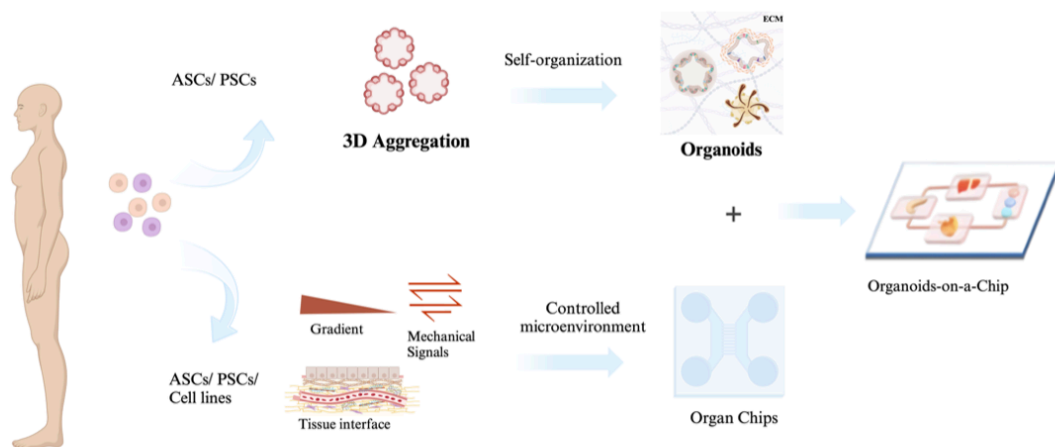 ECM
ASCs/ PSCs
Self-organization
3D Aggregation
Organoids
+
Organoids-on-a-Chip
Gradient
Mechanical
Signals
Controlled
microenvironment
ASCs/ PSCs/
Cell lines
Tissue interface
Organ Chips